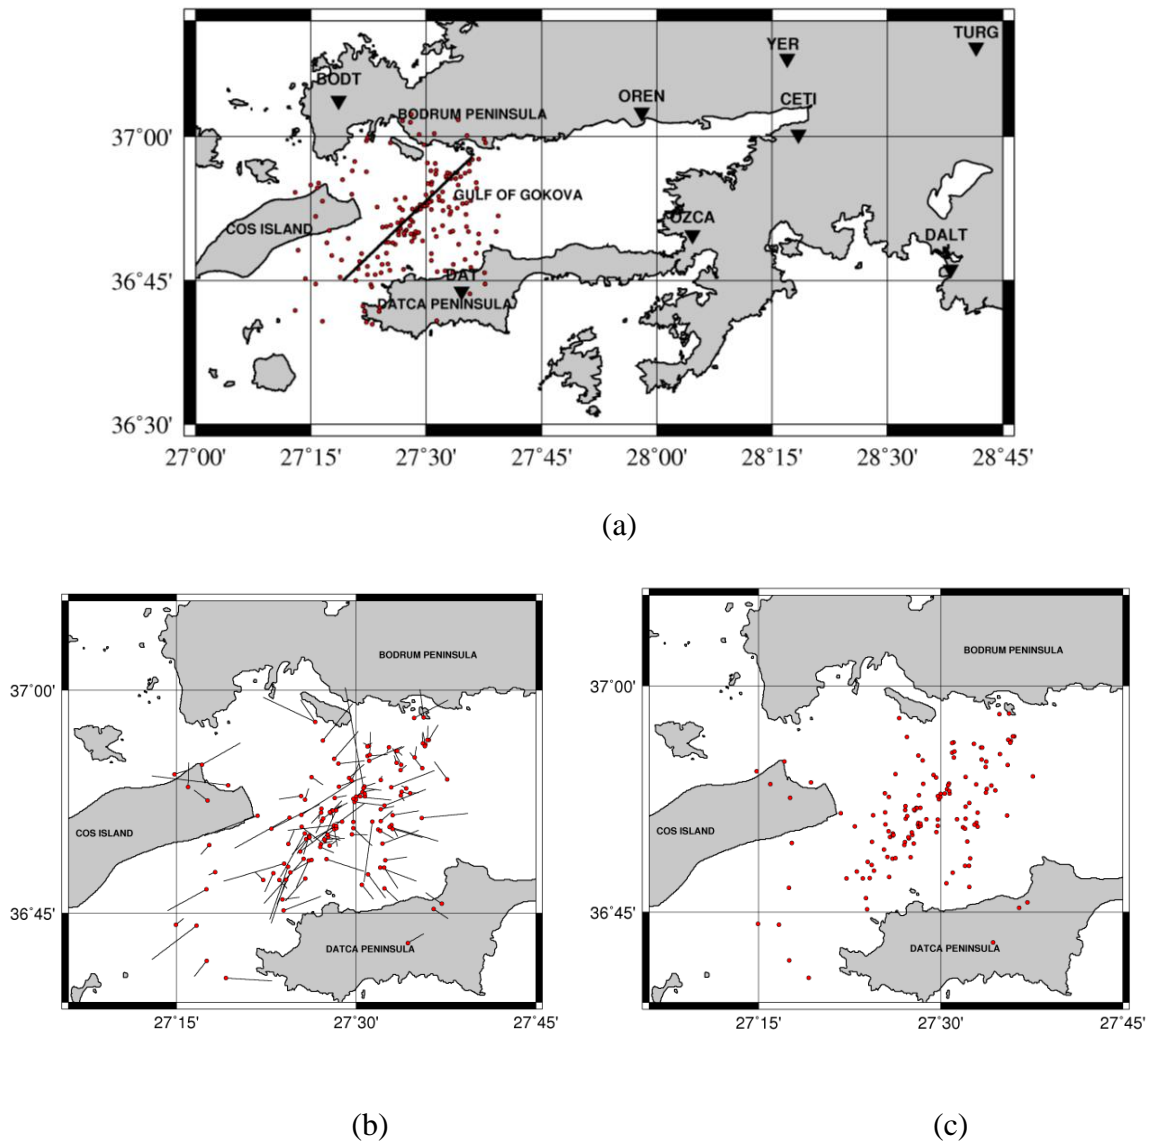 TURG
YER
BODT
OREN
CETI
BODRUM PENINSULA
37°00'
GULF OF GOKOVA
OZCA
COS ISLAND
DALT
36°45'
DAT
DATCA PENINSULA
36°30'
27°00' 27°15' 27°30' 27°45' 28°00' 28°15' 28°30' 28°45'
(a)
BODRUM PENINSULA
37°00'
COS ISLAND
36°45'
DATCA PENINSULA
27°15' 27°30' 27°45'
BODRUM PENINSULA
37°00'
COS ISLAND
36°45'
DATCA PENINSULA
27°15' 27°30' 27°45'
(b) (c)